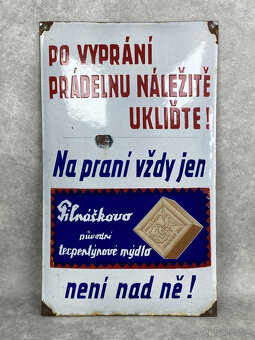 PO VYPRÁNÍ
PRÁDELNU NÁLEŽITĚ
UKLIĎTE!
Na praní vždy jen
Pilnáčkovo
původní
terpentýnové mýdlo
není nad ně!